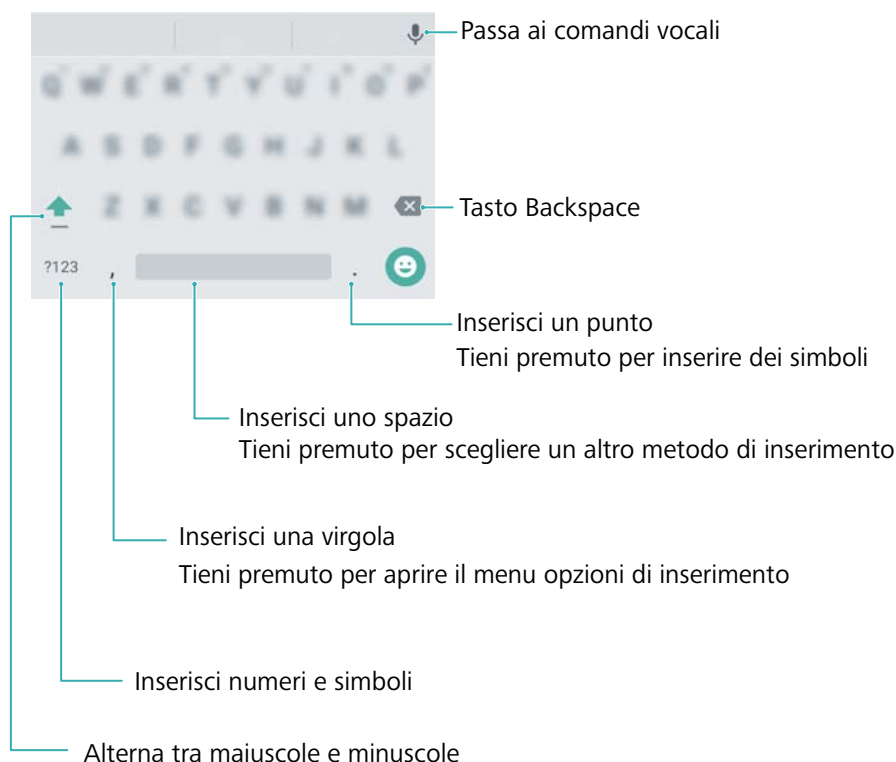 Passa ai comandi vocali
Q W E R T Y U I O P
A S D F G H J K L
Z X C V B N M
Tasto Backspace
?123 , .
Inserisci un punto
Tieni premuto per inserire dei simboli
Inserisci uno spazio
Tieni premuto per scegliere un altro metodo di inserimento
Inserisci una virgola
Tieni premuto per aprire il menu opzioni di inserimento
Inserisci numeri e simboli
Alterna tra maiuscole e minuscole